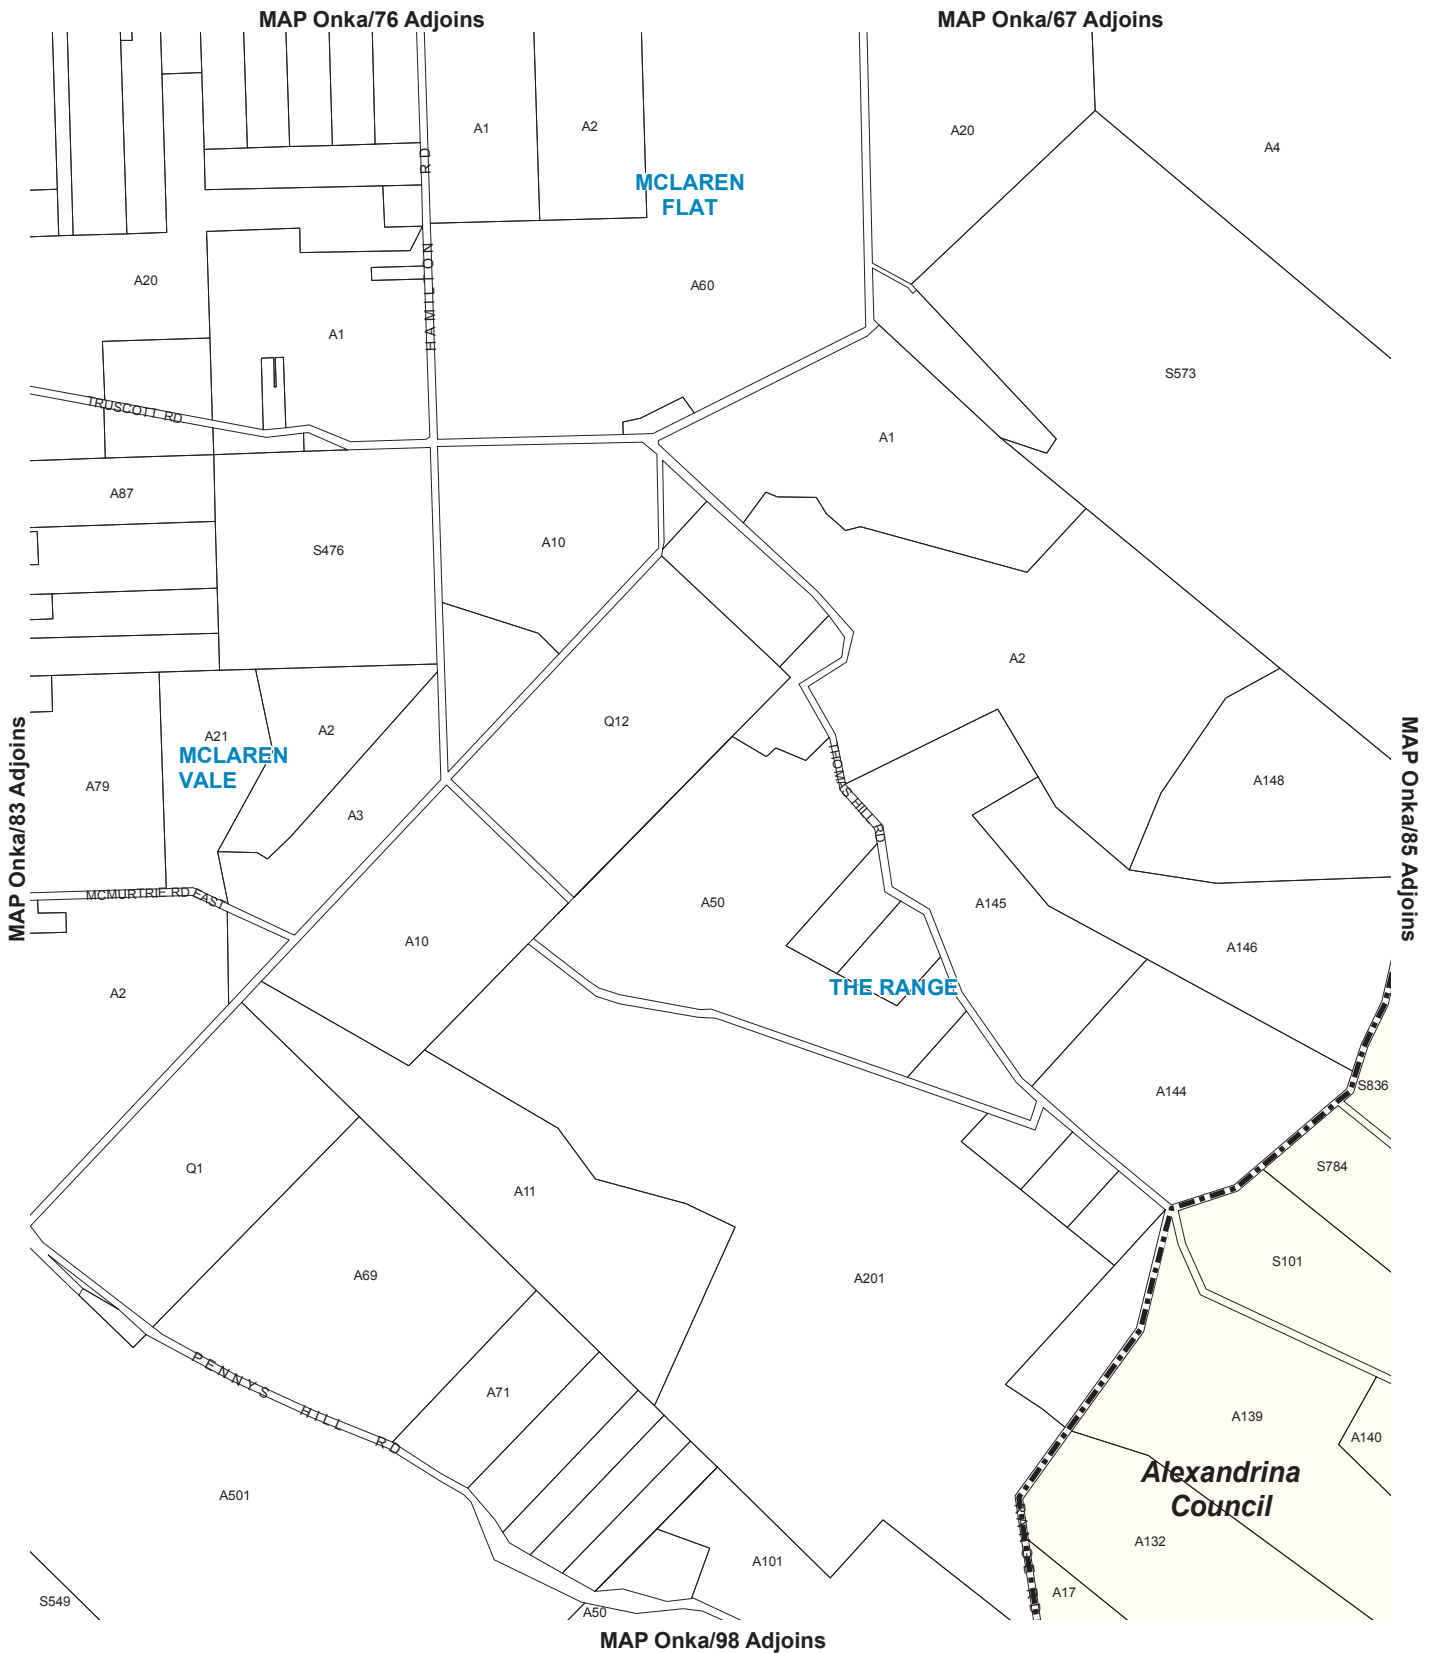 MAP Onka/76 Adjoins
MAP Onka/67 Adjoins
A1
A2
A20
A4
RD
MCLAREN
FLAT
HAMILTON
A20
A60
A1
S573
TRUSCOTT RD
A1
A87
S476
A10
A2
Q12
A2
A21
MCLAREN
VALE
A148
A79
A3
THOMAS HILL RD
MAP Onka/83 Adjoins
MAP Onka/85 Adjoins
MCMURTRIE RD EAST
A50
A145
A10
A146
A2
THE RANGE
S836
A144
Q1
S784
A11
S101
A69
A201
PENNYS HILL RD
A71
A139
A140
Alexandrina
Council
A501
A132
A101
A17
S549
A50
MAP Onka/98 Adjoins